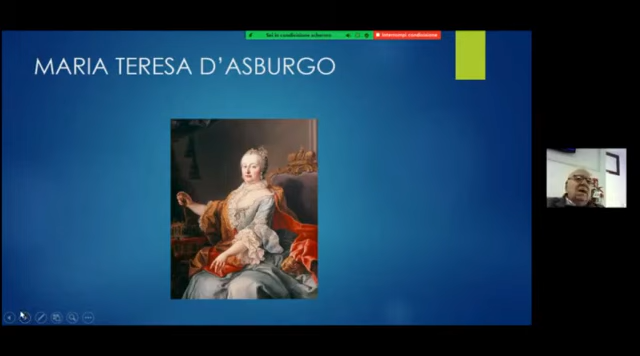 Sei in condivisione schermo
Interrompi condivisione
MARIA TERESA D'ASBURGO